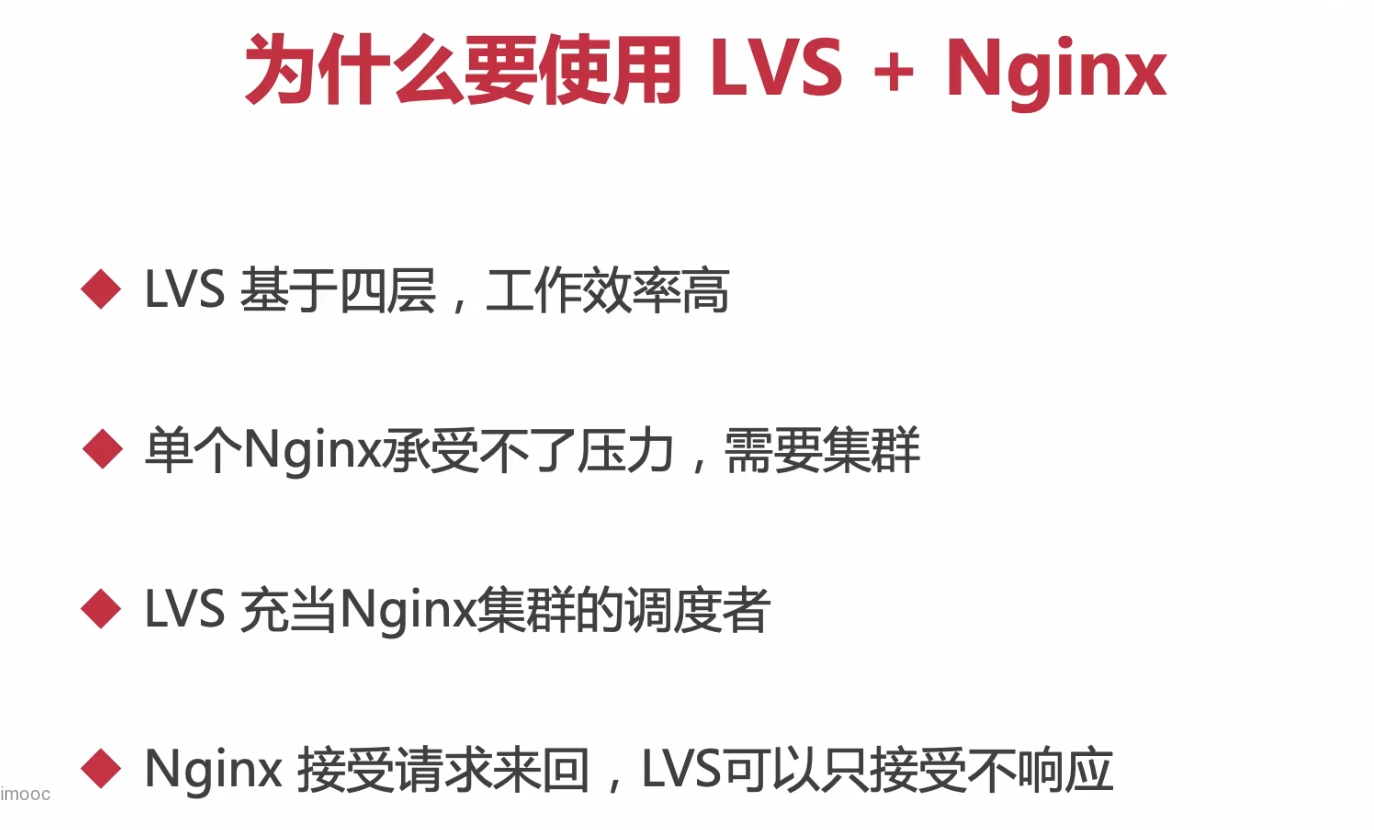 为什么要使用 LVS + Nginx
LVS 基于四层，工作效率高
单个Nginx承受不了压力，需要集群
LVS 充当Nginx集群的调度者
Nginx 接受请求来回，LVS可以只接受不响应
imooc